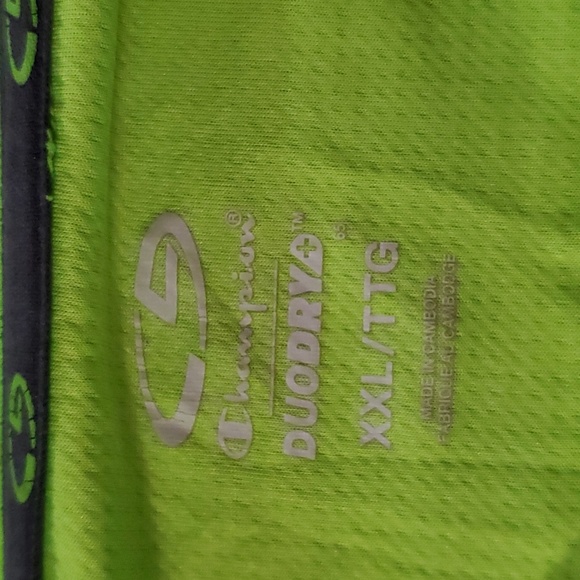 Champion®
DUODRY+™
XXL/TTG
MADE IN CAMBODIA
FABRIQUÉ AU CAMBODGE